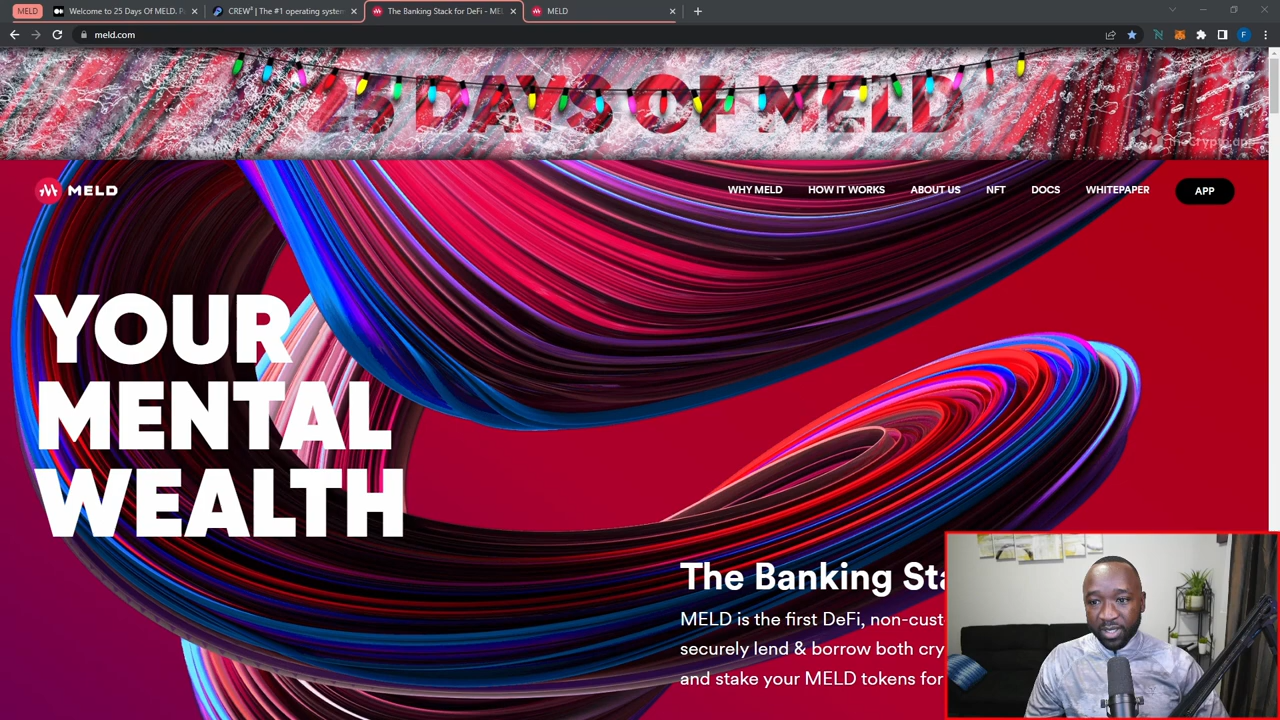 MELD
Welcome to 25 Days Of MELD. P
CREW³ | The #1 operating system
The Banking Stack for DeFi - MEL
MELD
meld.com
F
25 DAYS OF MELD
MELD
WHY MELD
HOW IT WORKS
ABOUT US
NFT
DOCS
WHITEPAPER
APP
YOUR
MENTAL
WEALTH
The Banking Sta
MELD is the first DeFi, non-cust
securely lend & borrow both cry
and stake your MELD tokens for